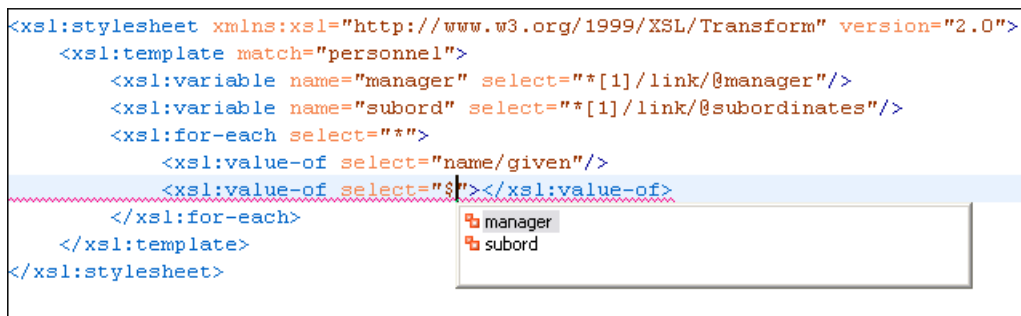 <xsl:stylesheet xmlns:xsl="http://www.w3.org/1999/XSL/Transform" version="2.0">
    <xsl:template match="personnel">
        <xsl:variable name="manager" select="*[1]/link/@manager"/>
        <xsl:variable name="subord" select="*[1]/link/@subordinates"/>
        <xsl:for-each select="*">
            <xsl:value-of select="name/given"/>
            <xsl:value-of select="$"></xsl:value-of>
        </xsl:for-each>
manager
    </xsl:template>
subord
</xsl:stylesheet>